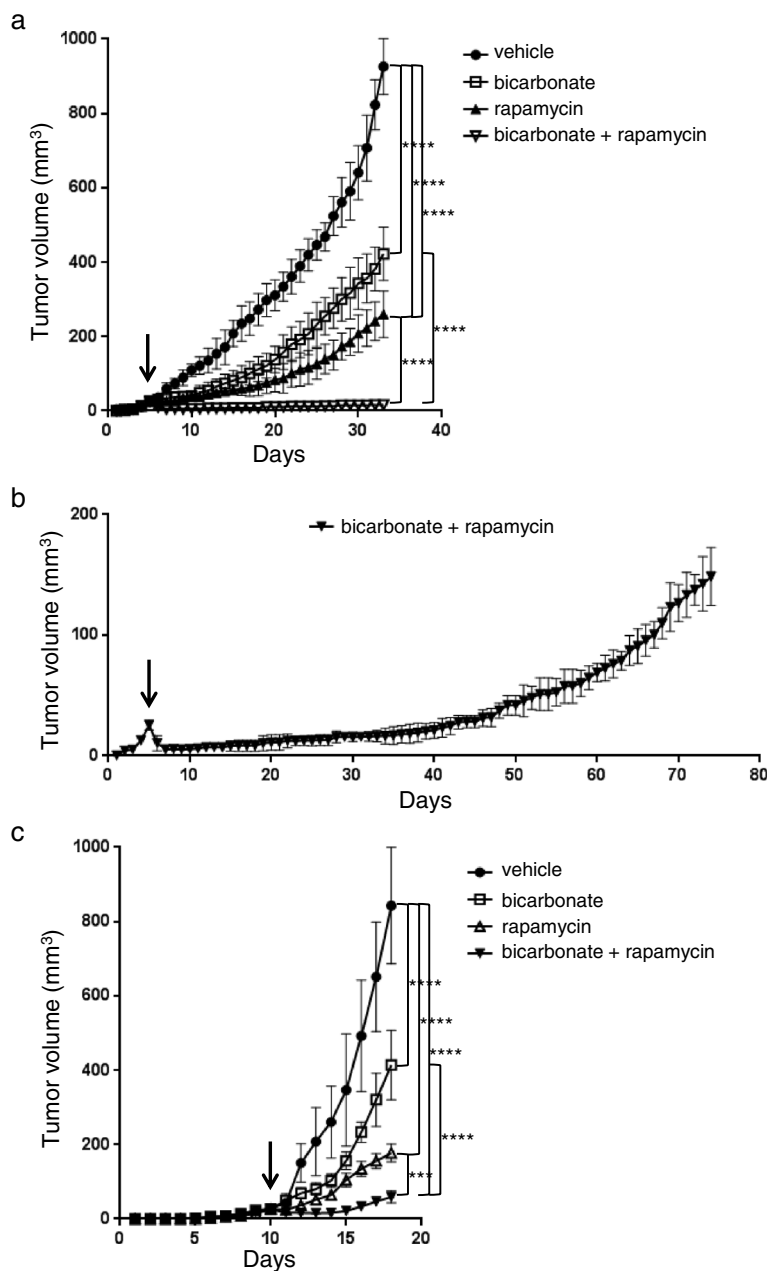 a
1000
800
600
400
200
0
0 10 20 30 40
Tumor volume (mm³)
Days
vehicle
bicarbonate
rapamycin
bicarbonate + rapamycin
****
****
****
****
****
b
200
100
0
0 10 20 30 40 50 60 70 80
Tumor volume (mm³)
Days
bicarbonate + rapamycin
c
1000
800
600
400
200
0
0 5 10 15 20
Tumor volume (mm³)
Days
vehicle
bicarbonate
rapamycin
bicarbonate + rapamycin
****
****
****
****
***